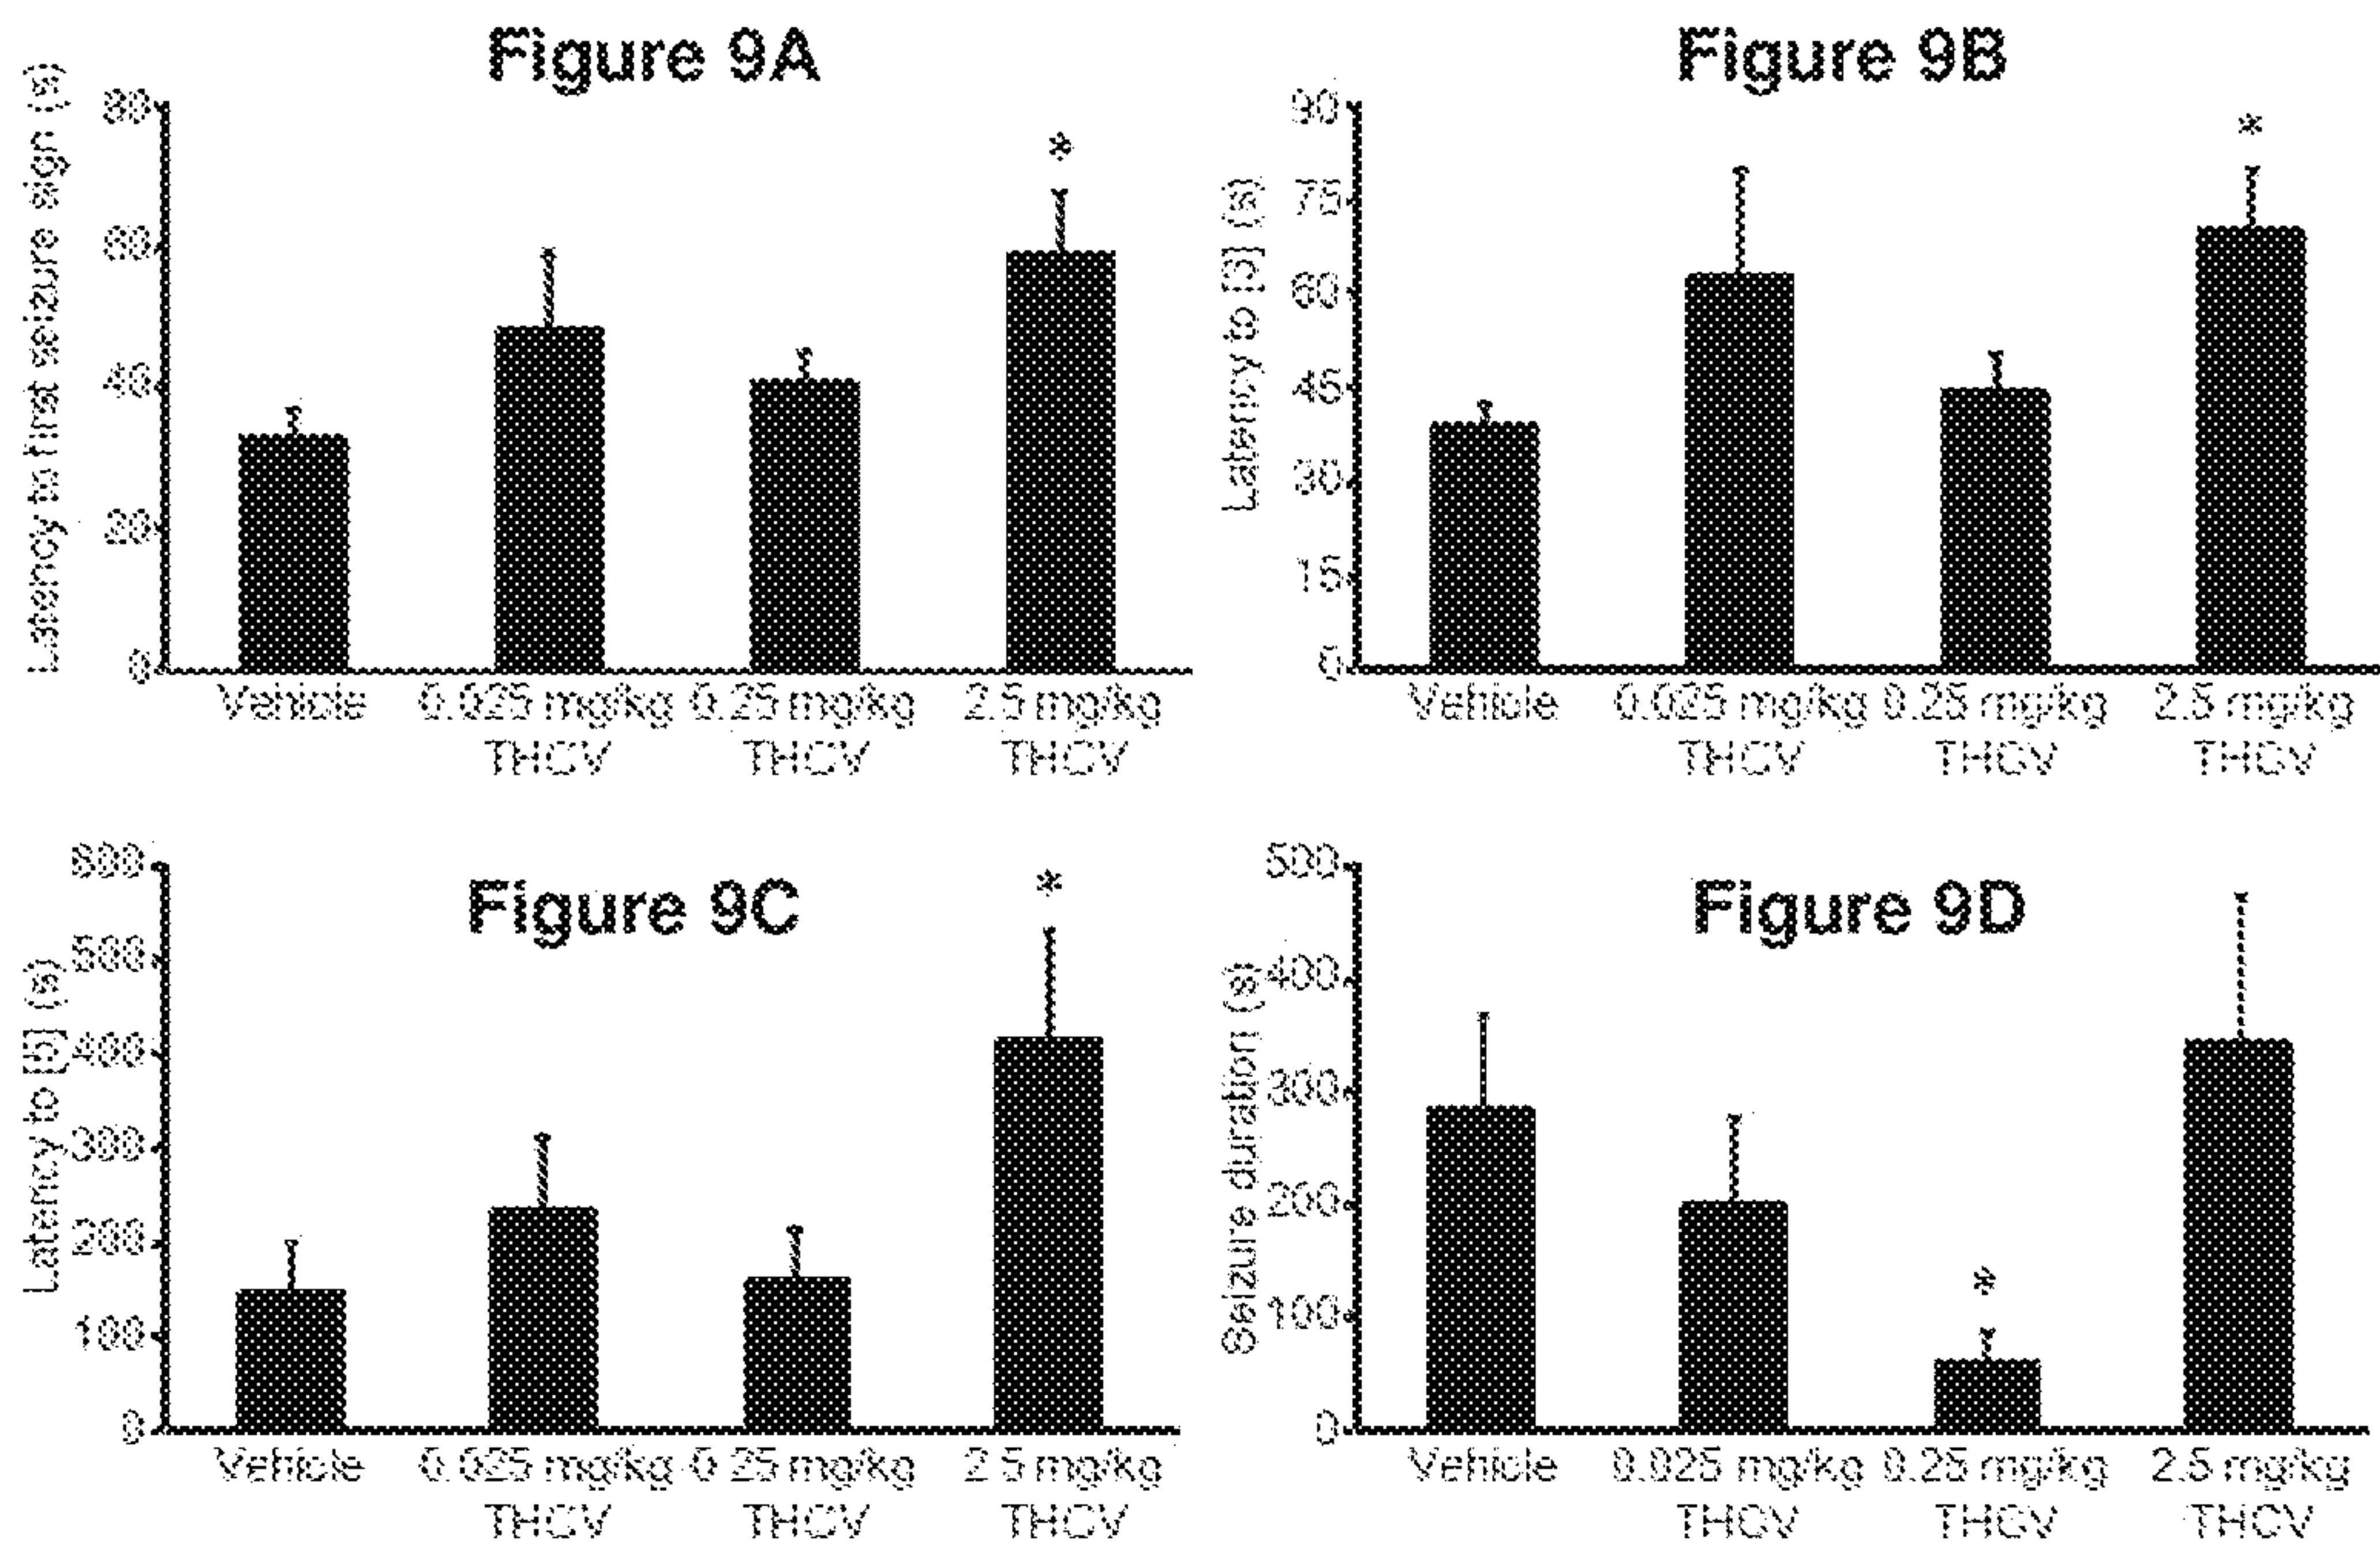 Figure 9A
Latency to first seizure sign (s)
80
60
40
20
0
Vehicle 0.025 mg/kg 0.25 mg/kg 2.5 mg/kg
THCV THCV THCV
Figure 9B
Latency to [3] (s)
90
75
60
45
30
15
0
Vehicle 0.025 mg/kg 0.25 mg/kg 2.5 mg/kg
THCV THCV THCV
*
*
Figure 9C
Latency to [5] (s)
600
500
400
300
200
100
0
Vehicle 0.025 mg/kg 0.25 mg/kg 2.5 mg/kg
THCV THCV THCV
*
Figure 9D
Seizure duration (s)
500
400
300
200
100
0
Vehicle 0.025 mg/kg 0.25 mg/kg 2.5 mg/kg
THCV THCV THCV
*